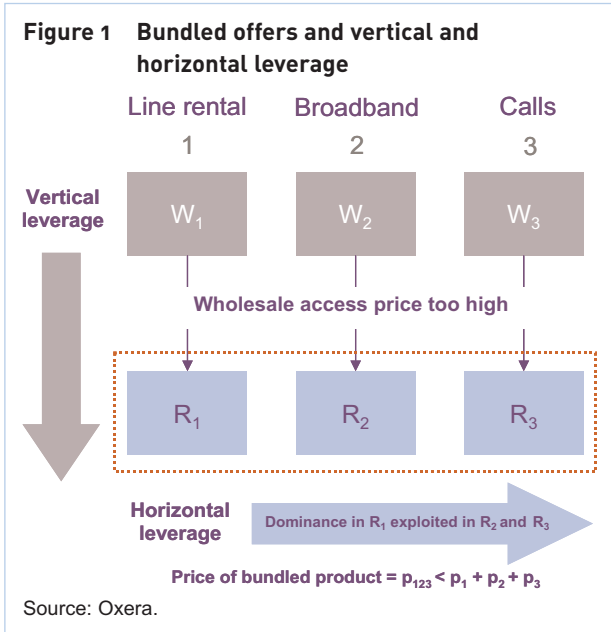 Figure 1 Bundled offers and vertical and
horizontal leverage
Line rental Broadband Calls
1 2 3
Vertical
leverage
W₁ W₂ W₃
Wholesale access price too high
R₁ R₂ R₃
Horizontal
leverage
Dominance in R₁ exploited in R₂ and R₃
Price of bundled product = p₁₂₃ < p₁ + p₂ + p₃
Source: Oxera.